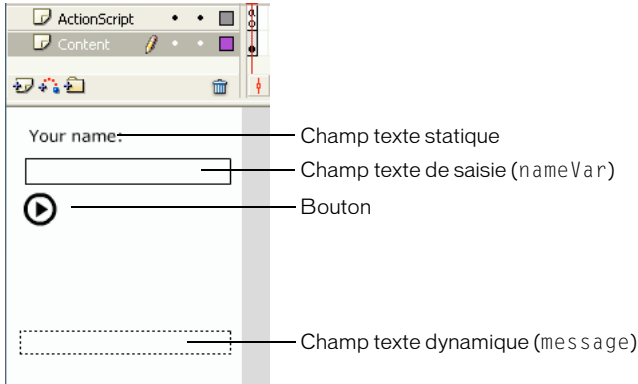 ActionScript
Content
Your name:
Champ texte statique
Champ texte de saisie (nameVar)
Bouton
Champ texte dynamique (message)